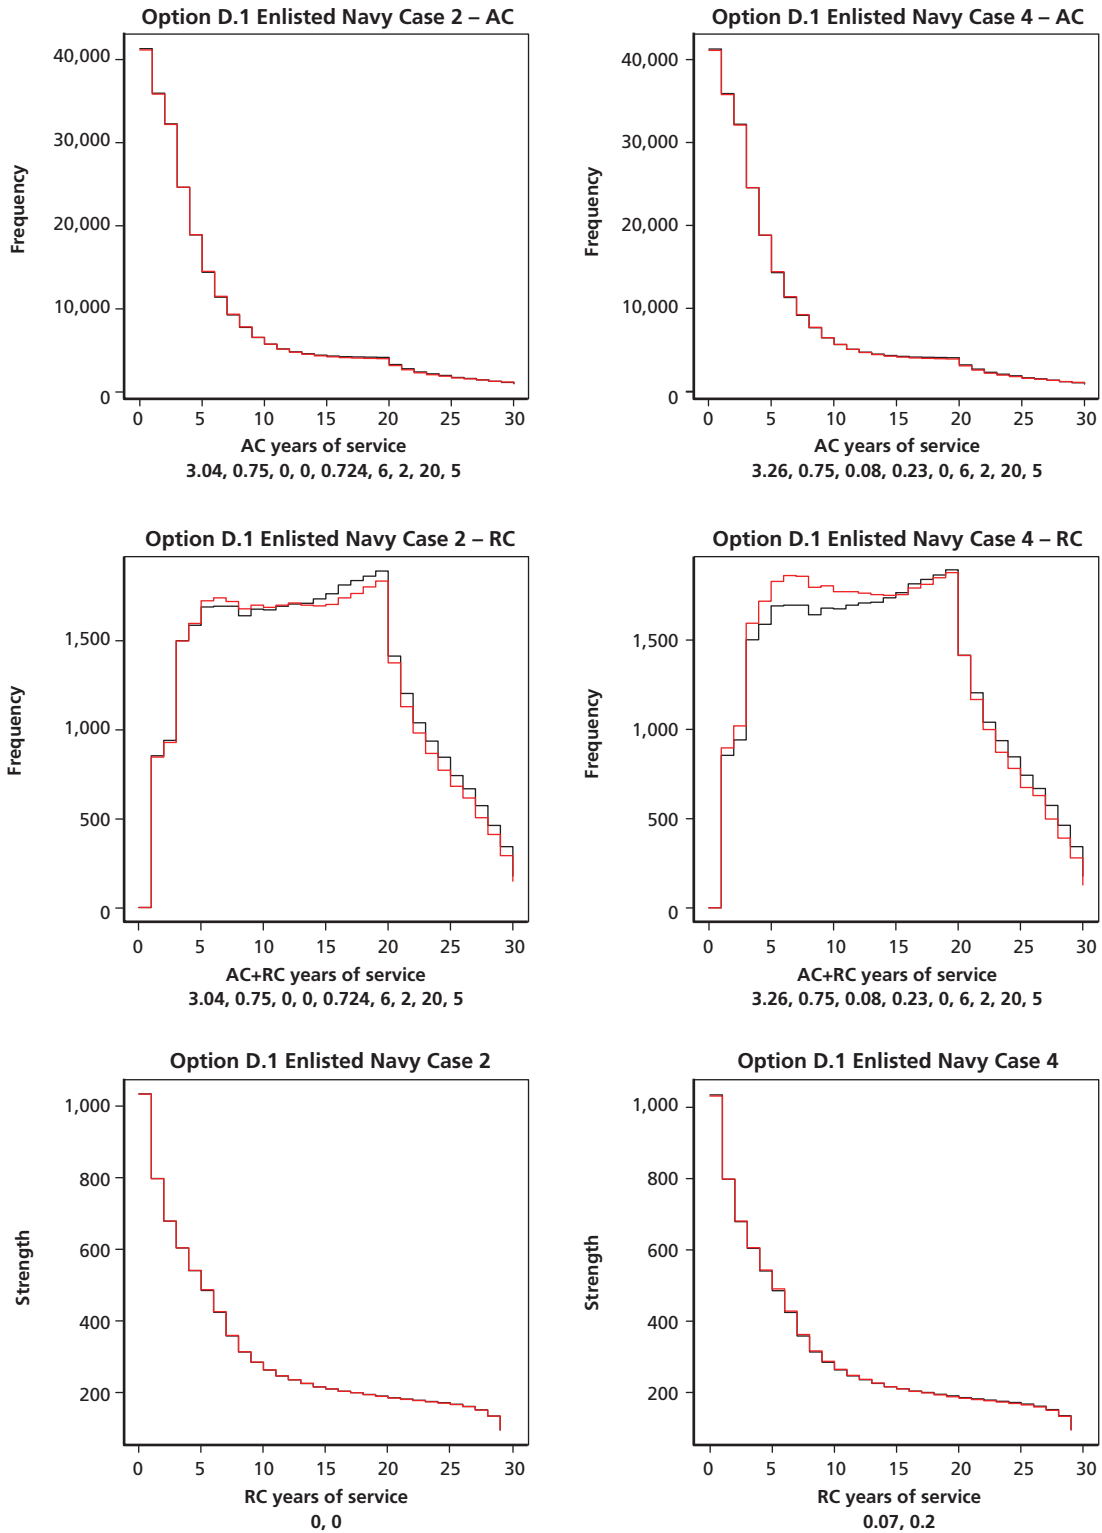 Option D.1 Enlisted Navy Case 2 – AC
Frequency
40,000
30,000
20,000
10,000
0
0 5 10 15 20 25 30
AC years of service
3.04, 0.75, 0, 0, 0.724, 6, 2, 20, 5
Option D.1 Enlisted Navy Case 4 – AC
Frequency
40,000
30,000
20,000
10,000
0
0 5 10 15 20 25 30
AC years of service
3.26, 0.75, 0.08, 0.23, 0, 6, 2, 20, 5
Option D.1 Enlisted Navy Case 2 – RC
Frequency
1,500
1,000
500
0
0 5 10 15 20 25 30
AC+RC years of service
3.04, 0.75, 0, 0, 0.724, 6, 2, 20, 5
Option D.1 Enlisted Navy Case 4 – RC
Frequency
1,500
1,000
500
0
0 5 10 15 20 25 30
AC+RC years of service
3.26, 0.75, 0.08, 0.23, 0, 6, 2, 20, 5
Option D.1 Enlisted Navy Case 2
Strength
1,000
800
600
400
200
0 5 10 15 20 25 30
RC years of service
0, 0
Option D.1 Enlisted Navy Case 4
Strength
1,000
800
600
400
200
0 5 10 15 20 25 30
RC years of service
0.07, 0.2